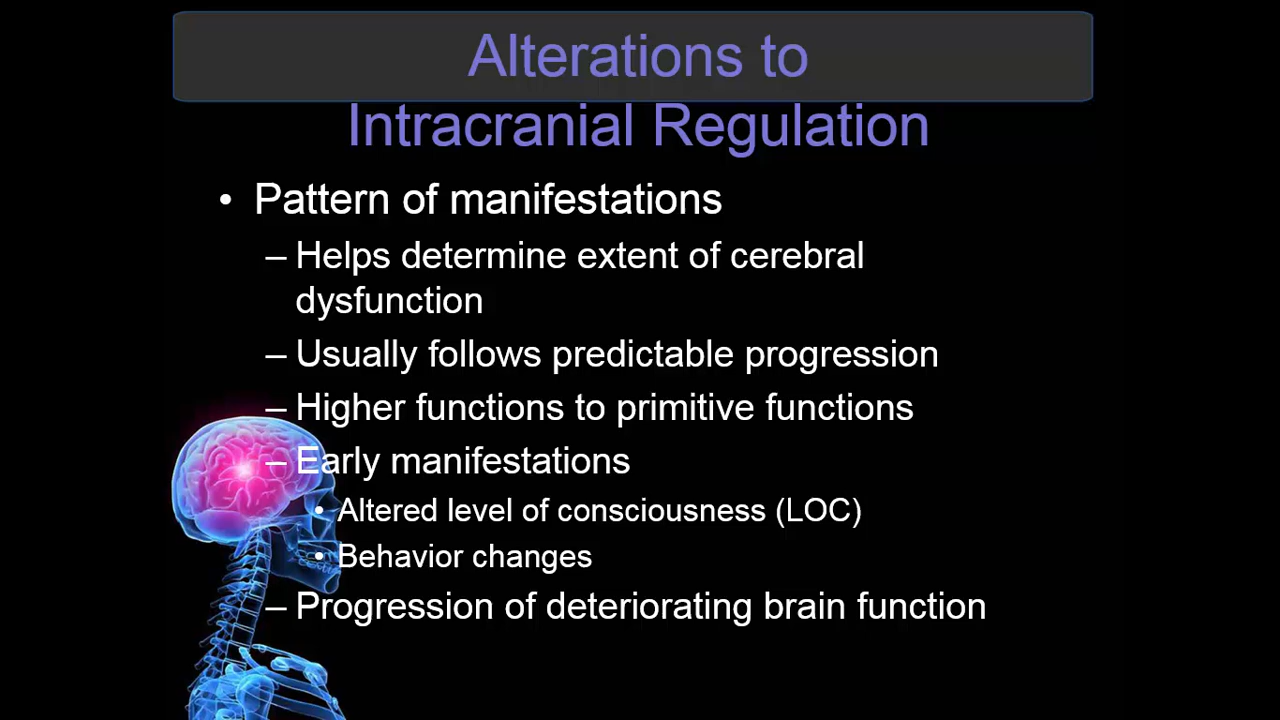 Alterations to
Intracranial Regulation
• Pattern of manifestations
– Helps determine extent of cerebral
dysfunction
– Usually follows predictable progression
– Higher functions to primitive functions
– Early manifestations
• Altered level of consciousness (LOC)
• Behavior changes
– Progression of deteriorating brain function